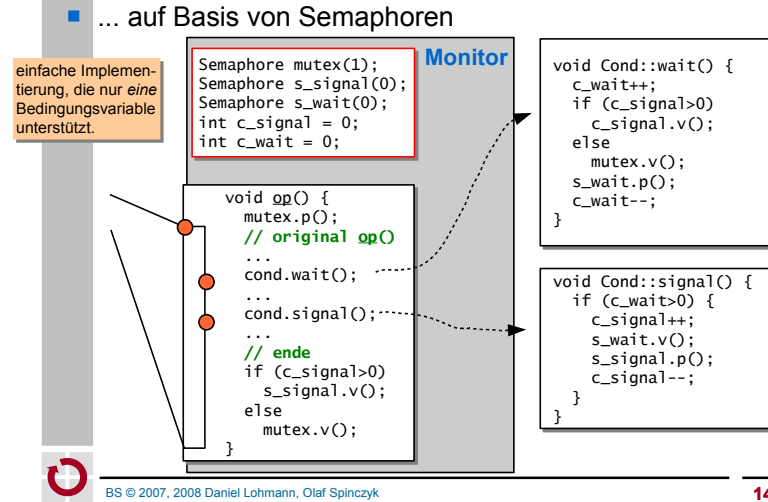 ... auf Basis von Semaphoren
einfache Implemen-
tierung, die nur eine
Bedingungsvariable
unterstützt.
Monitor
Semaphore mutex(1);
Semaphore s_signal(0);
Semaphore s_wait(0);
int c_signal = 0;
int c_wait = 0;
void op() {
mutex.p();
// original op()
...
cond.wait();
...
cond.signal();
...
// ende
if (c_signal>0)
s_signal.v();
else
mutex.v();
}
void Cond::wait() {
c_wait++;
if (c_signal>0)
c_signal.v();
else
mutex.v();
s_wait.p();
c_wait--;
}
void Cond::signal() {
if (c_wait>0) {
c_signal++;
s_wait.v();
s_signal.p();
c_signal--;
}
}
BS © 2007, 2008 Daniel Lohmann, Olaf Spinczyk
14